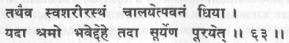 तथैव स्वशरीरस्थं चालयेत्पवनं धिया ।
यदा श्रमो भवेद्देहे तदा सूर्येण पूरयेत् ॥ ६३ ॥